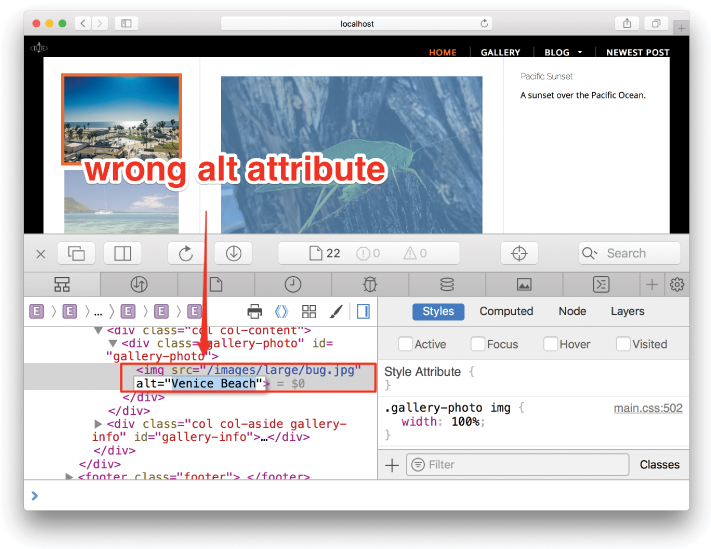 localhost
HOME GALLERY BLOG NEWEST POST
Pacific Sunset
A sunset over the Pacific Ocean.
wrong alt attribute
22 0 0 Search
E E … E E E
Styles Computed Node Layers
Active Focus Hover Visited
<div class="col col-content">
<div class="gallery-photo" id=
"gallery-photo">
<img src="/images/large/bug.jpg"
alt="Venice Beach"> = $0
</div>
</div>
<div class="col col-aside gallery-
info" id="gallery-info">…</div>
</div>
</div>
<footer class="footer"> </footer>
Style Attribute {
}
.gallery-photo img { main.css:502
width: 100%;
}
Filter Classes